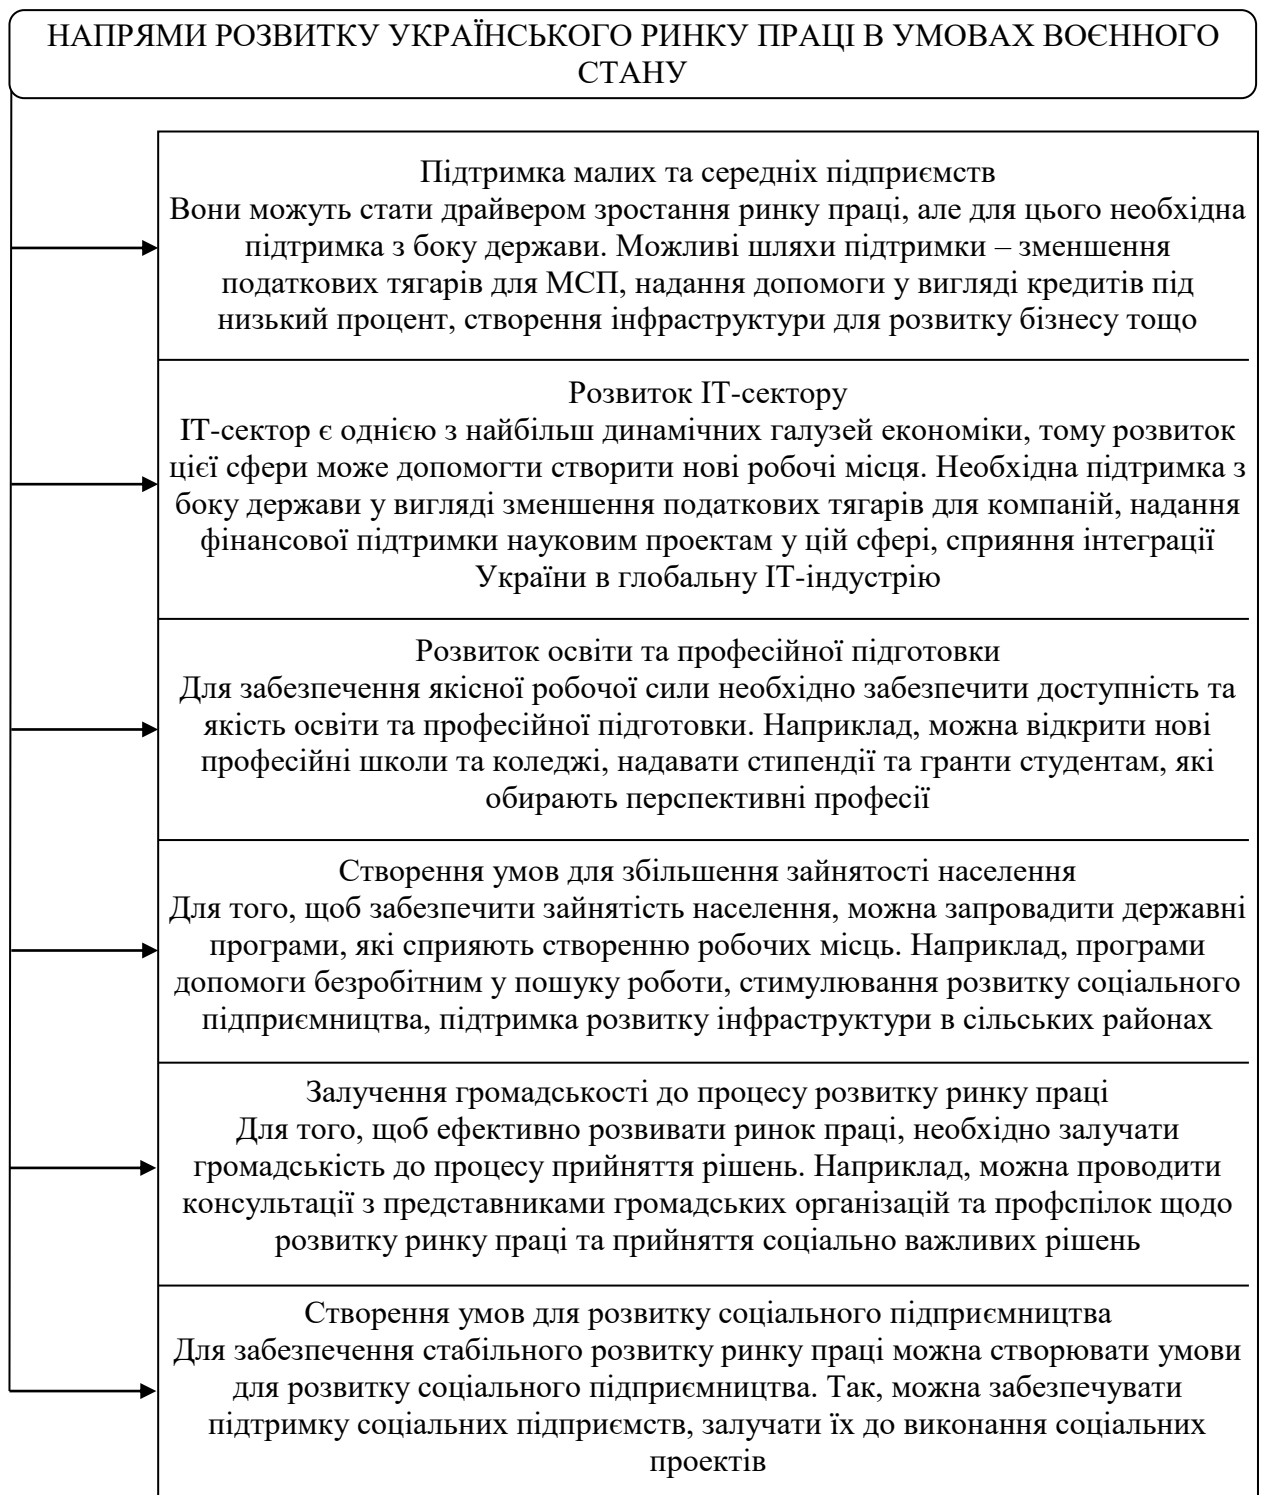 НАПРЯМИ РОЗВИТКУ УКРАЇНСЬКОГО РИНКУ ПРАЦІ В УМОВАХ ВОЄННОГО
СТАНУ
Підтримка малих та середніх підприємств
Вони можуть стати драйвером зростання ринку праці, але для цього необхідна
підтримка з боку держави. Можливі шляхи підтримки – зменшення
податкових тягарів для МСП, надання допомоги у вигляді кредитів під
низький процент, створення інфраструктури для розвитку бізнесу тощо
Розвиток ІТ-сектору
ІТ-сектор є однією з найбільш динамічних галузей економіки, тому розвиток
цієї сфери може допомогти створити нові робочі місця. Необхідна підтримка з
боку держави у вигляді зменшення податкових тягарів для компаній, надання
фінансової підтримки науковим проектам у цій сфері, сприяння інтеграції
України в глобальну ІТ-індустрію
Розвиток освіти та професійної підготовки
Для забезпечення якісної робочої сили необхідно забезпечити доступність та
якість освіти та професійної підготовки. Наприклад, можна відкрити нові
професійні школи та коледжі, надавати стипендії та гранти студентам, які
обирають перспективні професії
Створення умов для збільшення зайнятості населення
Для того, щоб забезпечити зайнятість населення, можна запровадити державні
програми, які сприяють створенню робочих місць. Наприклад, програми
допомоги безробітним у пошуку роботи, стимулювання розвитку соціального
підприємництва, підтримка розвитку інфраструктури в сільських районах
Залучення громадськості до процесу розвитку ринку праці
Для того, щоб ефективно розвивати ринок праці, необхідно залучати
громадськість до процесу прийняття рішень. Наприклад, можна проводити
консультації з представниками громадських організацій та профспілок щодо
розвитку ринку праці та прийняття соціально важливих рішень
Створення умов для розвитку соціального підприємництва
Для забезпечення стабільного розвитку ринку праці можна створювати умови
для розвитку соціального підприємництва. Так, можна забезпечувати
підтримку соціальних підприємств, залучати їх до виконання соціальних
проектів